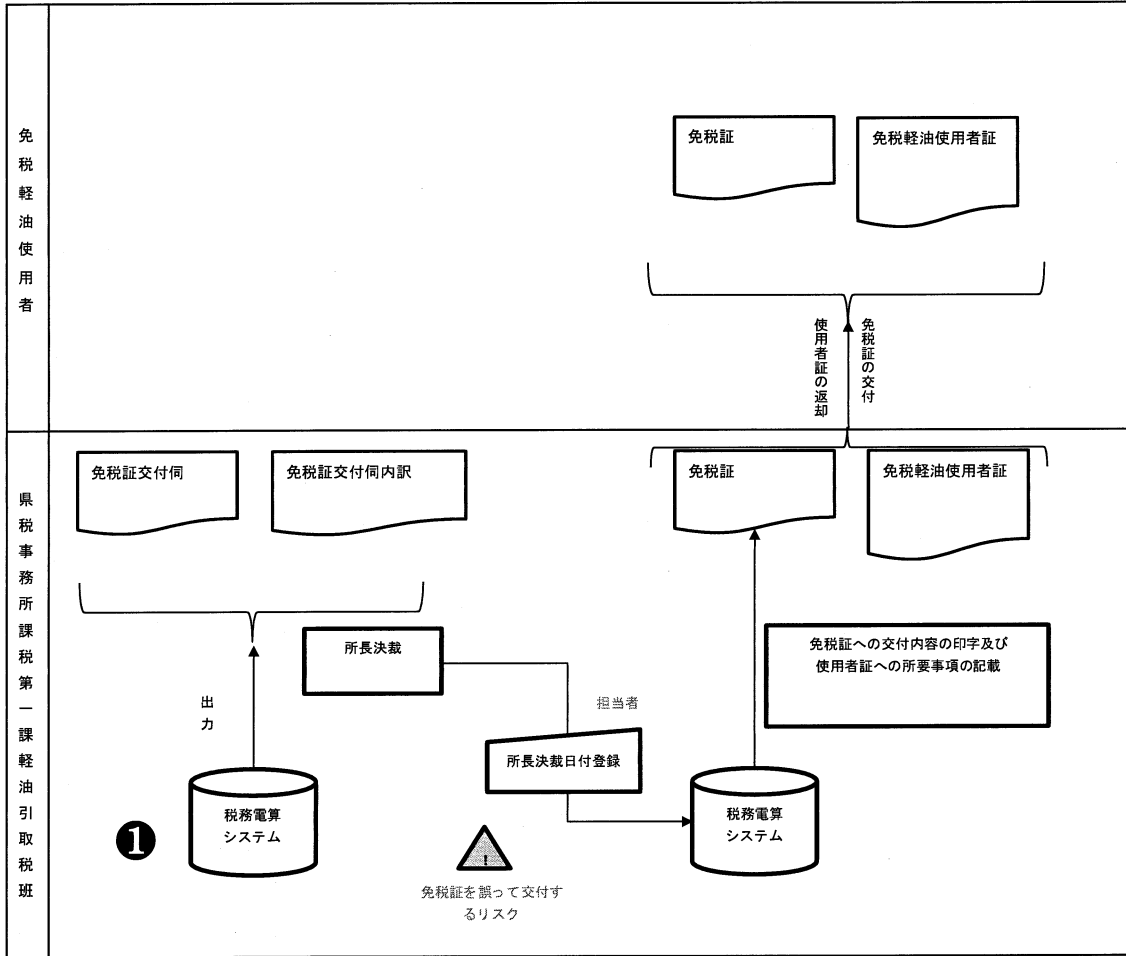 免税軽油使用者
免税証
免税軽油使用者証
使用者証の返却
免税証の交付
県税事務所課税第一課軽油引取税班
免税証交付伺
免税証交付伺内訳
免税証
免税軽油使用者証
所長決裁
免税証への交付内容の印字及び
使用者証への所要事項の記載
出力
担当者
所長決裁日付登録
1
税務電算
システム
税務電算
システム
!
免税証を誤って交付す
るリスク